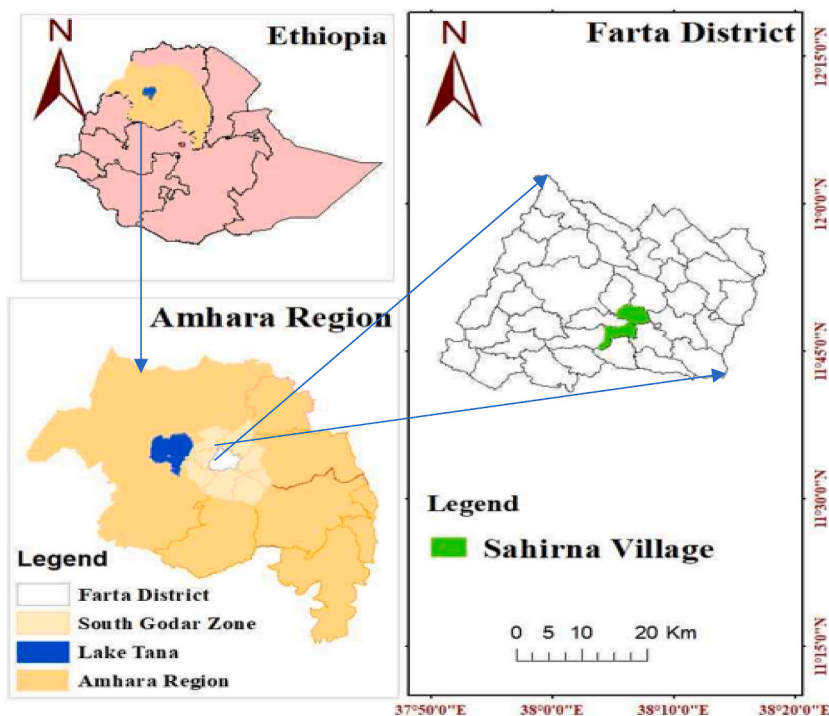 N
Ethiopia
Amhara Region
Legend
Farta District
South Godar Zone
Lake Tana
Amhara Region
Farta District
N
Legend
Sahirna Village
0 5 10 20 Km
12°15'0"N
12°0'0"N
11°45'0"N
11°30'0"N
11°15'0"N
37°50'0"E 38°0'0"E 38°10'0"E 38°20'0"E